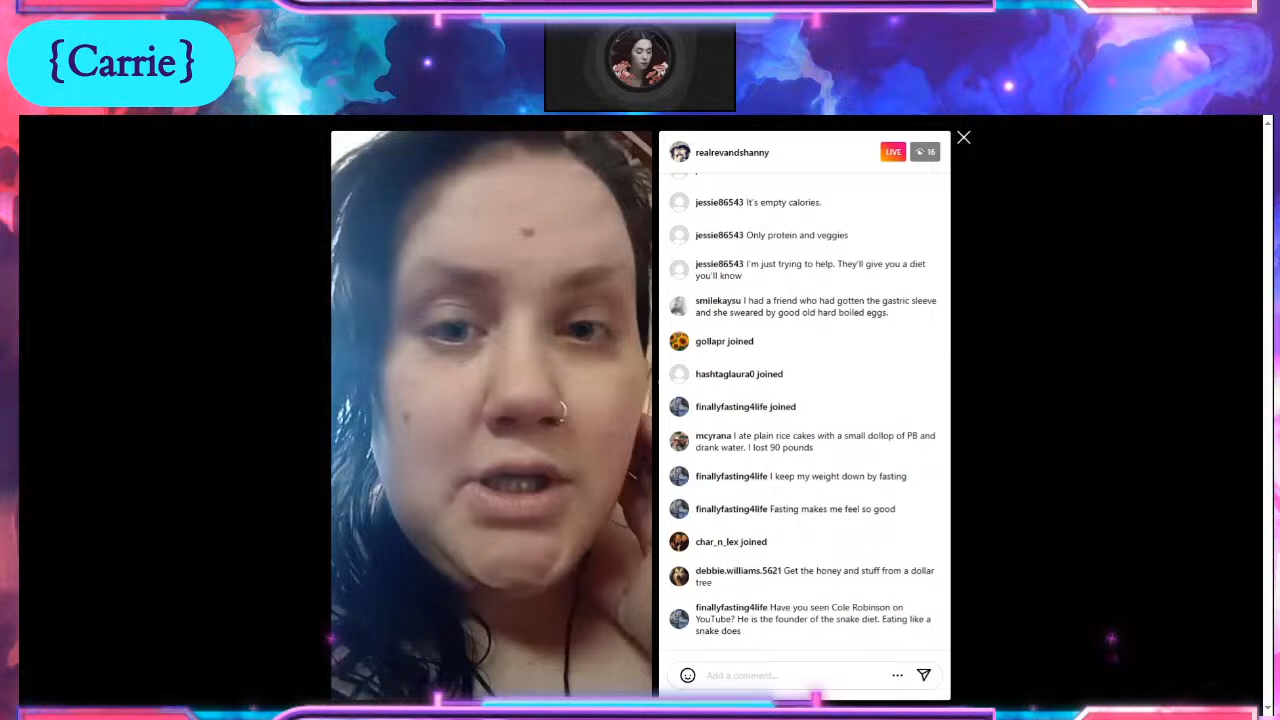 {Carrie}
realrevandshanny
LIVE
16
jessie86543 It's empty calories.
jessie86543 Only protein and veggies
jessie86543 I'm just trying to help. They'll give you a diet
you'll know
smilekaysu I had a friend who had gotten the gastric sleeve
and she sweared by good old hard boiled eggs.
gollapr joined
hashtaglaura0 joined
finallyfasting4life joined
mcyrana I ate plain rice cakes with a small dollop of PB and
drank water. I lost 90 pounds
finallyfasting4life I keep my weight down by fasting
finallyfasting4life Fasting makes me feel so good
char_n_lex joined
debbie.williams.5621 Get the honey and stuff from a dollar
tree
finallyfasting4life Have you seen Cole Robinson on
YouTube? He is the founder of the snake diet. Eating like a
snake does
Add a comment...